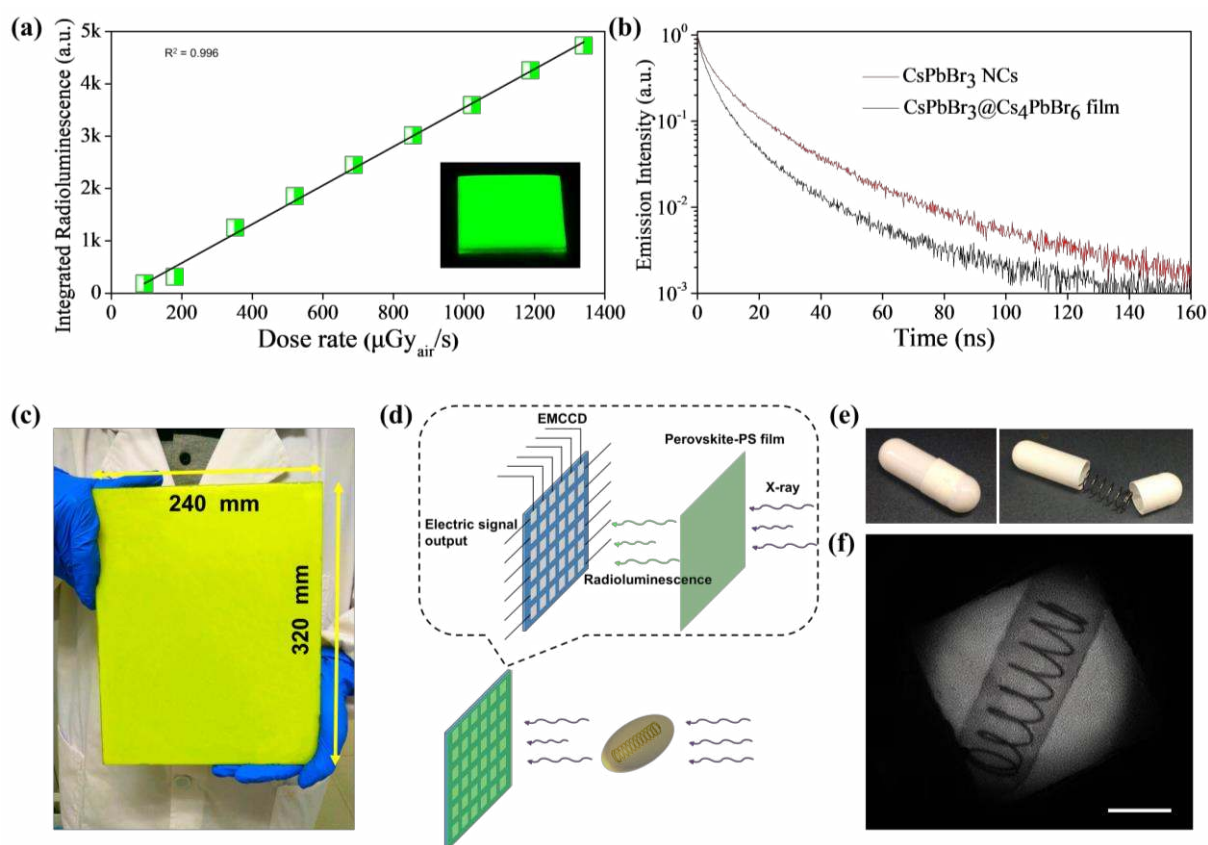 (a)
5k
4k
3k
2k
1k
0
R² = 0.996
Integrated Radioluminescence (a.u.)
200 400 600 800 1000 1200 1400
Dose rate (μGyair/s)
(b)
10⁰
10⁻¹
10⁻²
10⁻³
Emission Intensity (a.u.)
CsPbBr₃ NCs
CsPbBr₃@Cs₄PbBr₆ film
0 20 40 60 80 100 120 140 160
Time (ns)
(c)
240 mm
320 mm
(d)
EMCCD
Perovskite-PS film
X-ray
Electric signal
output
Radioluminescence
(e)
(f)